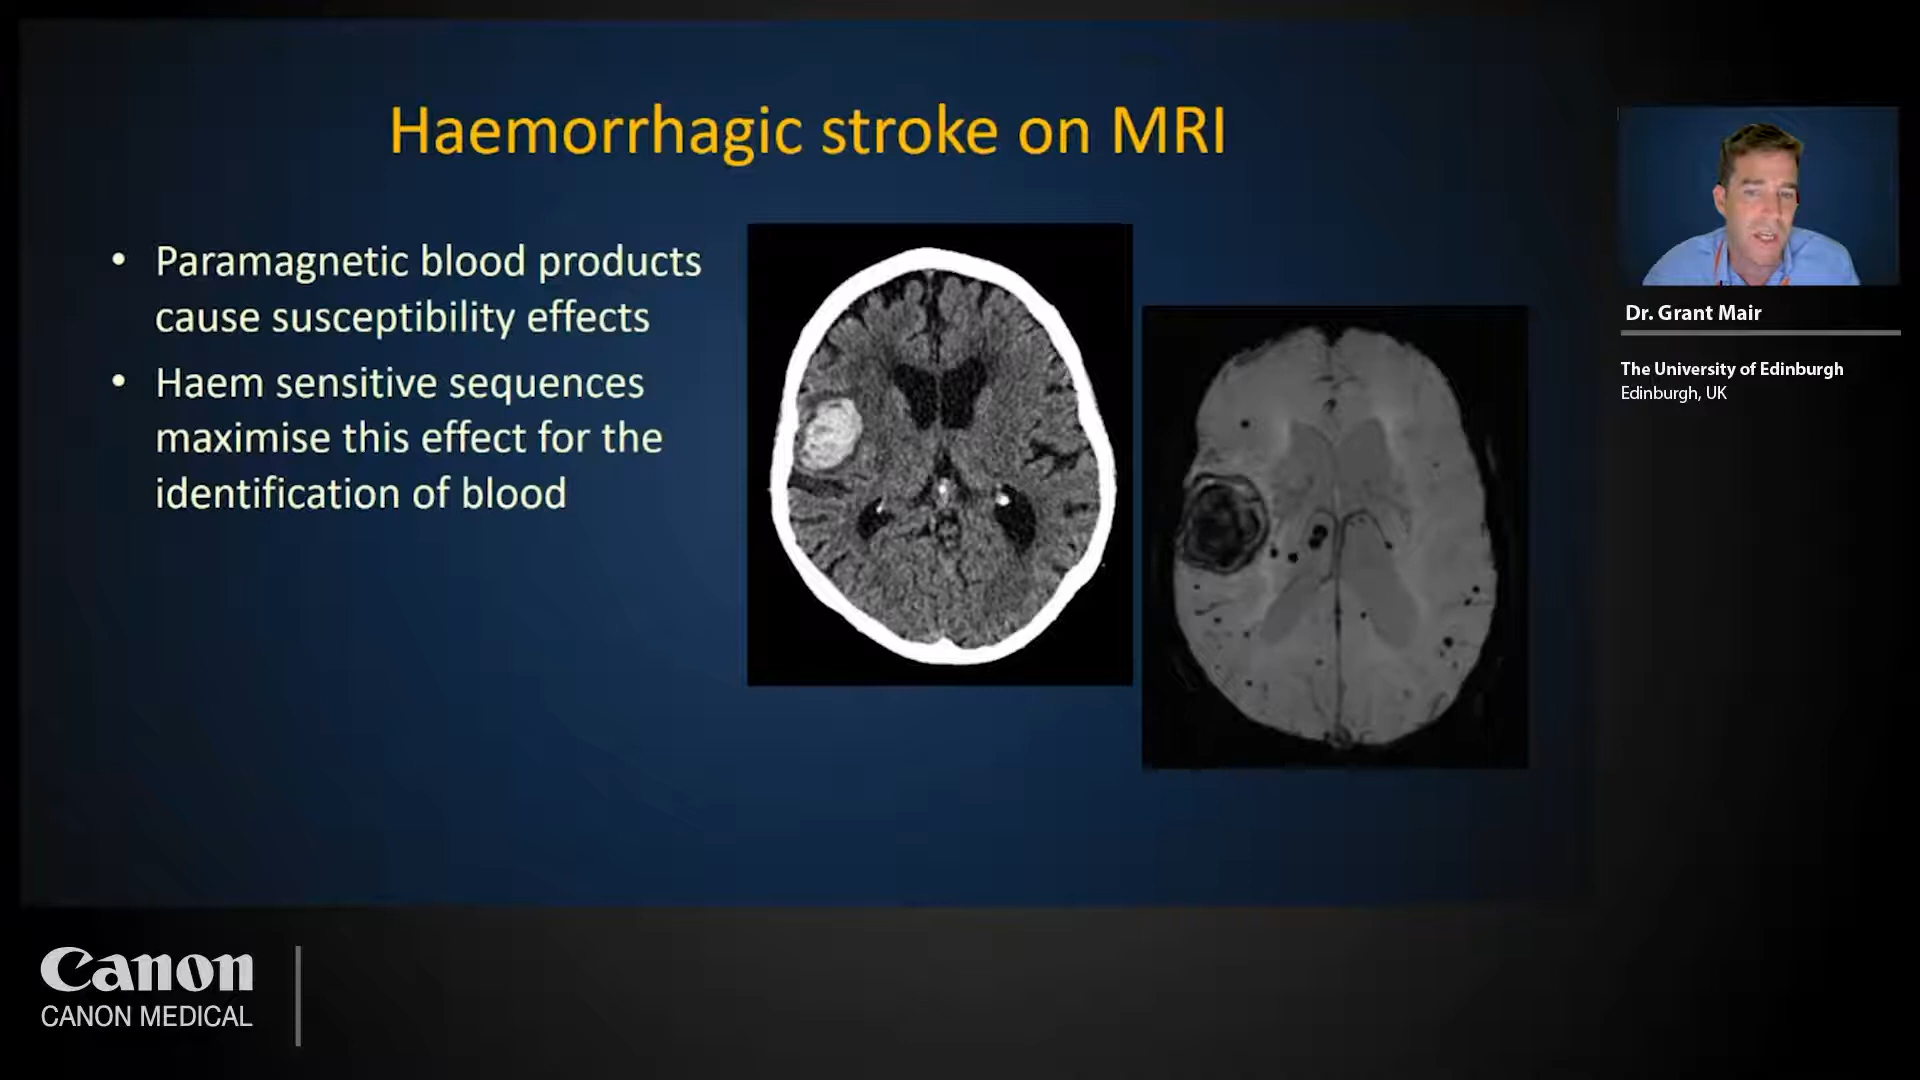 Haemorrhagic stroke on MRI
• Paramagnetic blood products
cause susceptibility effects
• Haem sensitive sequences
maximise this effect for the
identification of blood
Dr. Grant Mair
The University of Edinburgh
Edinburgh, UK
Canon
CANON MEDICAL